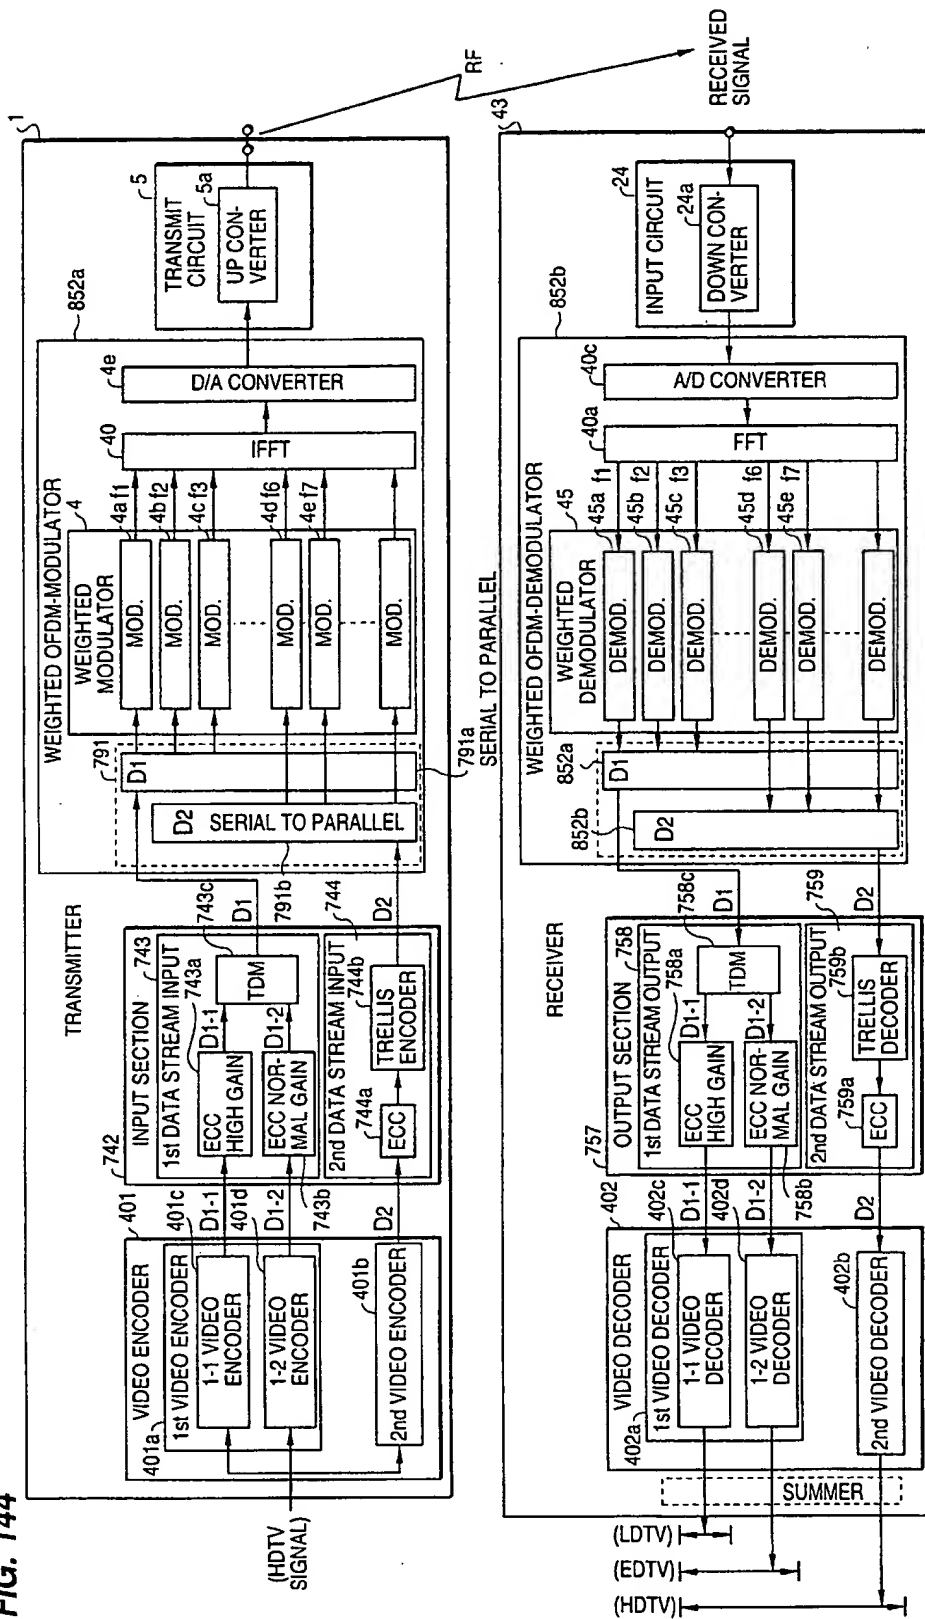 FIG. 144
TRANSMITTER
1
(HDTV
SIGNAL)
401
VIDEO ENCODER
401a
1st VIDEO ENCODER
401c
1-1 VIDEO
ENCODER
401d
1-2 VIDEO
ENCODER
401b
2nd VIDEO ENCODER
D1-1
D1-2
D2
742
INPUT SECTION
743
1st DATA STREAM INPUT
743a
ECC
HIGH GAIN
ECC NOR-
MAL GAIN
743b
D1-1
D1-2
743c
TDM
D1
744
2nd DATA STREAM INPUT
744a
ECC
744b
TRELLIS
ENCODER
D2
852a
WEIGHTED OFDM-MODULATOR
791
D1
D2 SERIAL TO PARALLEL
791b
791a
SERIAL TO PARALLEL
4
WEIGHTED
MODULATOR
MOD.
MOD.
MOD.
MOD.
MOD.
MOD.
4a f1
4b f2
4c f3
4d f6
4e f7
40
IFFT
4e
D/A CONVERTER
5
TRANSMIT
CIRCUIT
5a
UP CON-
VERTER
RF
RECEIVED
SIGNAL
RECEIVER
43
24
INPUT CIRCUIT
24a
DOWN CON-
VERTER
852b
WEIGHTED OFDM-DEMODULATOR
40c
A/D CONVERTER
40a
FFT
45
WEIGHTED
DEMODULATOR
45a f1
45b f2
45c f3
45d f6
45e f7
DEMOD.
DEMOD.
DEMOD.
DEMOD.
DEMOD.
DEMOD.
852a
D1
852b
D2
D1
D2
757
OUTPUT SECTION
758
1st DATA STREAM OUTPUT
758c
TDM
D1-1
D1-2
758a
ECC
HIGH GAIN
ECC NOR-
MAL GAIN
758b
759
2nd DATA STREAM OUTPUT
759b
TRELLIS
DECODER
759a
ECC
D1-1
D1-2
D2
402
VIDEO DECODER
402a
1st VIDEO DECODER
402c
1-1 VIDEO
DECODER
402d
1-2 VIDEO
DECODER
402b
2nd VIDEO DECODER
SUMMER
(LDTV)
(EDTV)
(HDTV)